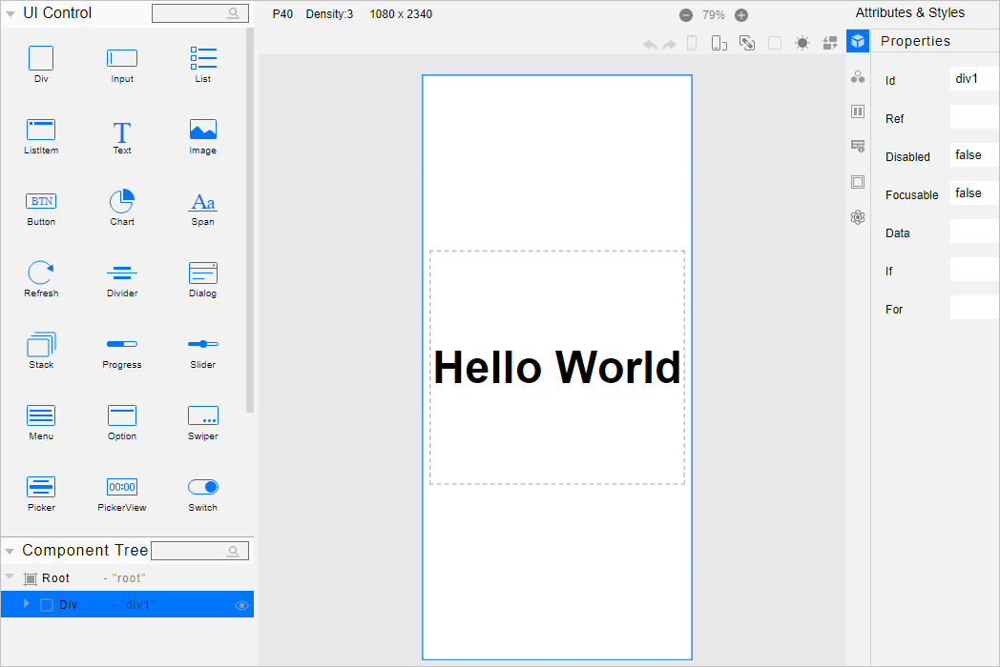 UI Control
P40 Density:3 1080 x 2340
79%
Attributes & Styles
Properties
Div
Input
List
ListItem
Text
Image
BTN
Button
Chart
Aa
Span
Refresh
Divider
Dialog
Stack
Progress
Slider
Menu
Option
Swiper
Picker
00:00
PickerView
Switch
Component Tree
Root - "root"
Div - "div1"
Hello World
Id div1
Ref
Disabled false
Focusable false
Data
If
For